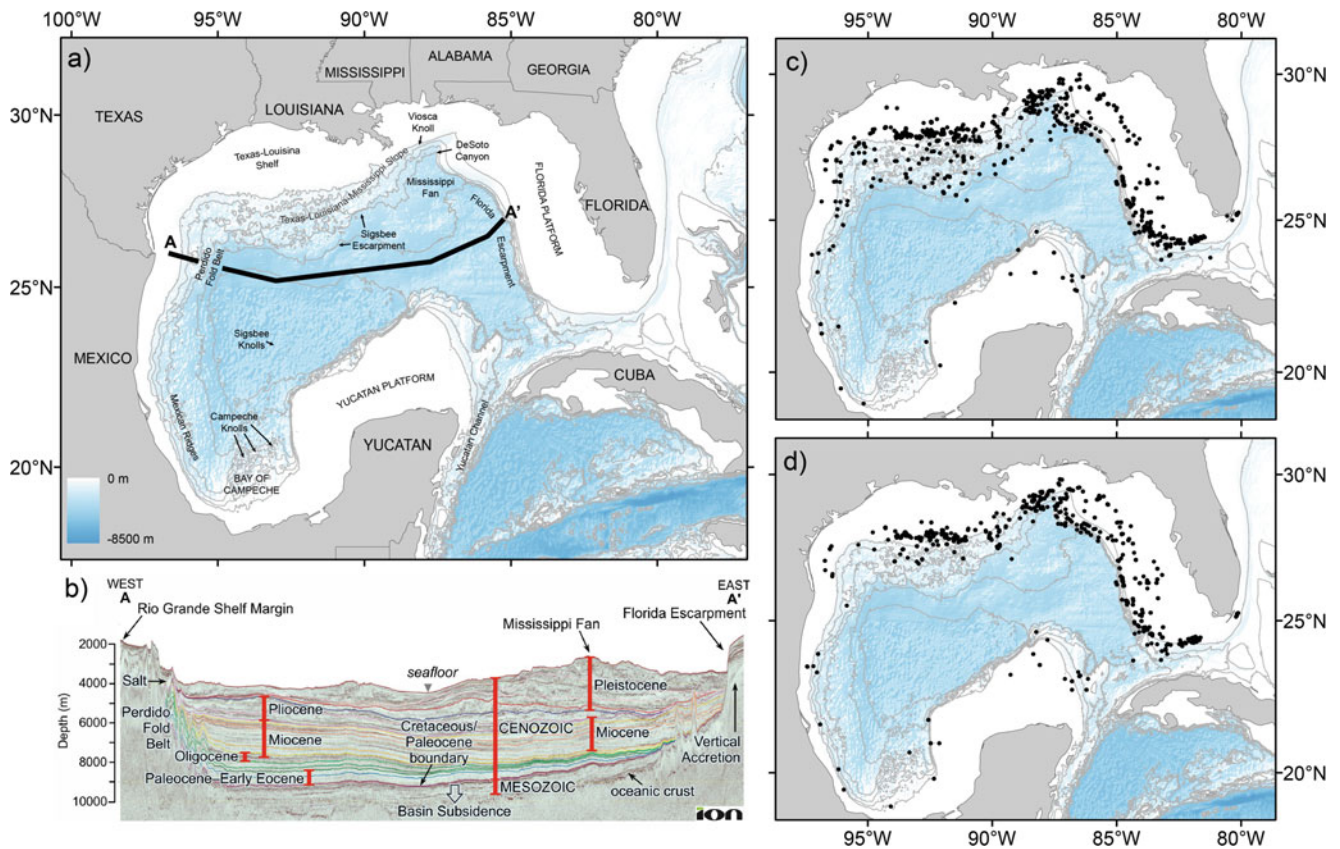 100°W 95°W 90°W 85°W 80°W 77°W
a)
30°N
25°N
20°N
TEXAS
LOUISIANA
MISSISSIPPI
ALABAMA
GEORGIA
FLORIDA
MEXICO
CUBA
YUCATAN
Texas-Louisina
Shelf
Viosca
Knoll
DeSoto
Canyon
Texas-Louisiana-Mississippi Slope
Mississippi
Fan
FLORIDA PLATFORM
Florida
Escarpment
A
A'
Perdido
Fold Belt
Sigsbee
Escarpment
Sigsbee
Knolls
Mexican Ridges
Campeche
Knolls
BAY OF
CAMPECHE
YUCATAN PLATFORM
Yucatan Channel
0 m
-8500 m
b)
WEST
A
Rio Grande Shelf Margin
EAST
A'
Florida Escarpment
Mississippi Fan
seafloor
Depth (m)
2000
4000
6000
8000
10000
Salt
Perdido
Fold
Belt
Pliocene
Miocene
Oligocene
Paleocene–Early Eocene
Cretaceous/
Paleocene
boundary
CENOZOIC
MESOZOIC
Basin Subsidence
Pleistocene
Miocene
oceanic crust
Vertical
Accretion
ion
c)
95°W 90°W 85°W 80°W
30°N
25°N
20°N
d)
30°N
25°N
20°N
95°W 90°W 85°W 80°W